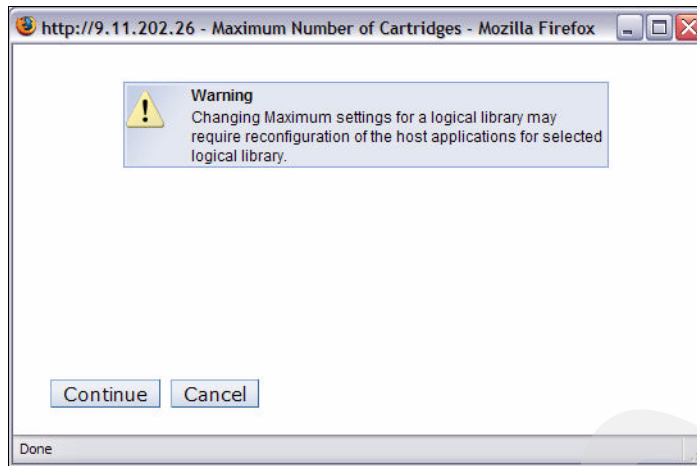 http://9.11.202.26 - Maximum Number of Cartridges - Mozilla Firefox
Warning
Changing Maximum settings for a logical library may
require reconfiguration of the host applications for selected
logical library.
Continue Cancel
Done